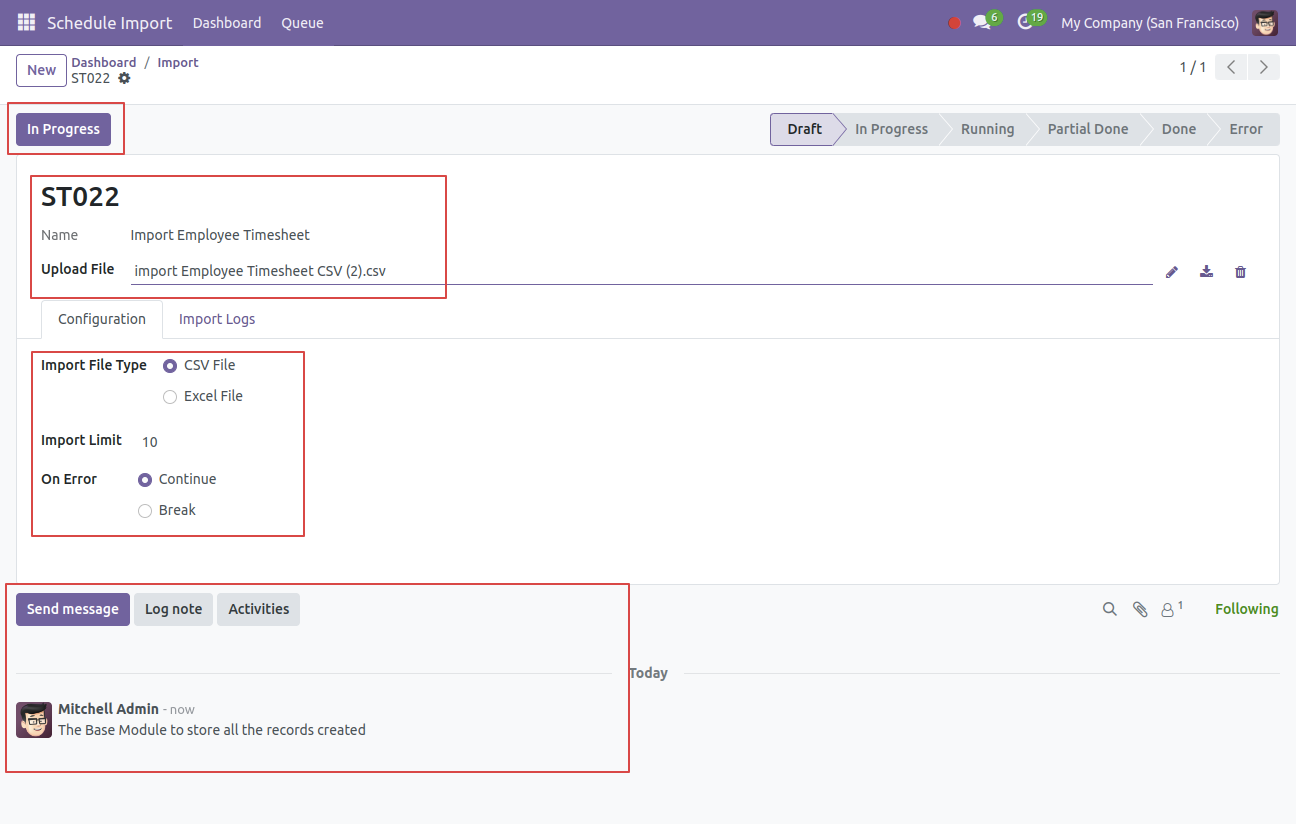 Schedule Import Dashboard Queue 6 19 My Company (San Francisco)
New Dashboard / Import 1 / 1
ST022
In Progress Draft In Progress Running Partial Done Done Error
ST022
Name Import Employee Timesheet
Upload File import Employee Timesheet CSV (2).csv
Configuration Import Logs
Import File Type CSV File
Excel File
Import Limit 10
On Error Continue
Break
Send message Log note Activities 1 Following
Today
Mitchell Admin - now
The Base Module to store all the records created